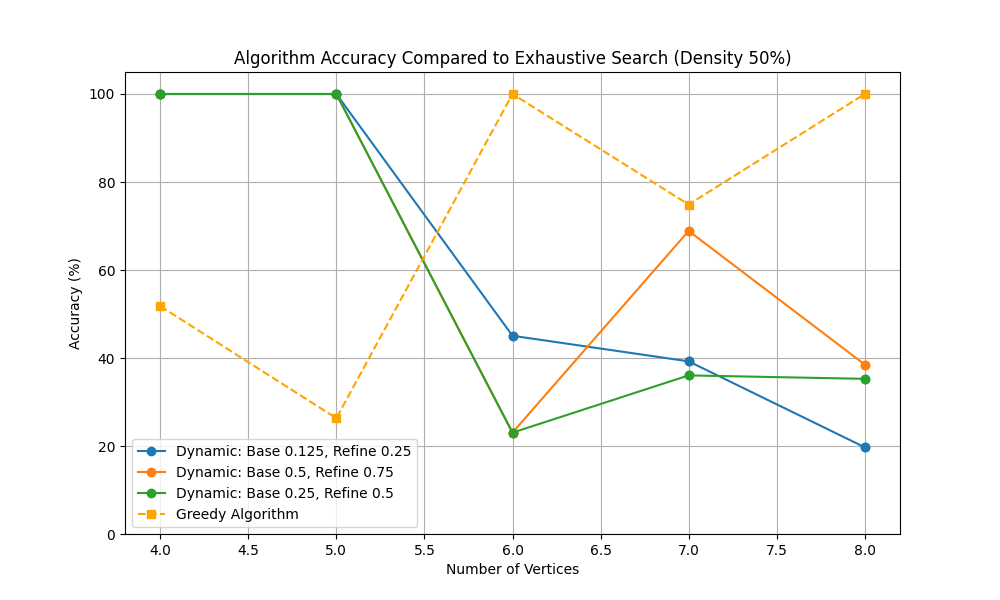 Algorithm Accuracy Compared to Exhaustive Search (Density 50%)
100
80
60
40
20
0
Accuracy (%)
Dynamic: Base 0.125, Refine 0.25
Dynamic: Base 0.5, Refine 0.75
Dynamic: Base 0.25, Refine 0.5
Greedy Algorithm
4.0 4.5 5.0 5.5 6.0 6.5 7.0 7.5 8.0
Number of Vertices